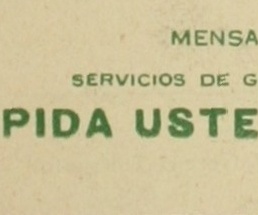 MENSA
SERVICIOS DE G
PIDA USTE